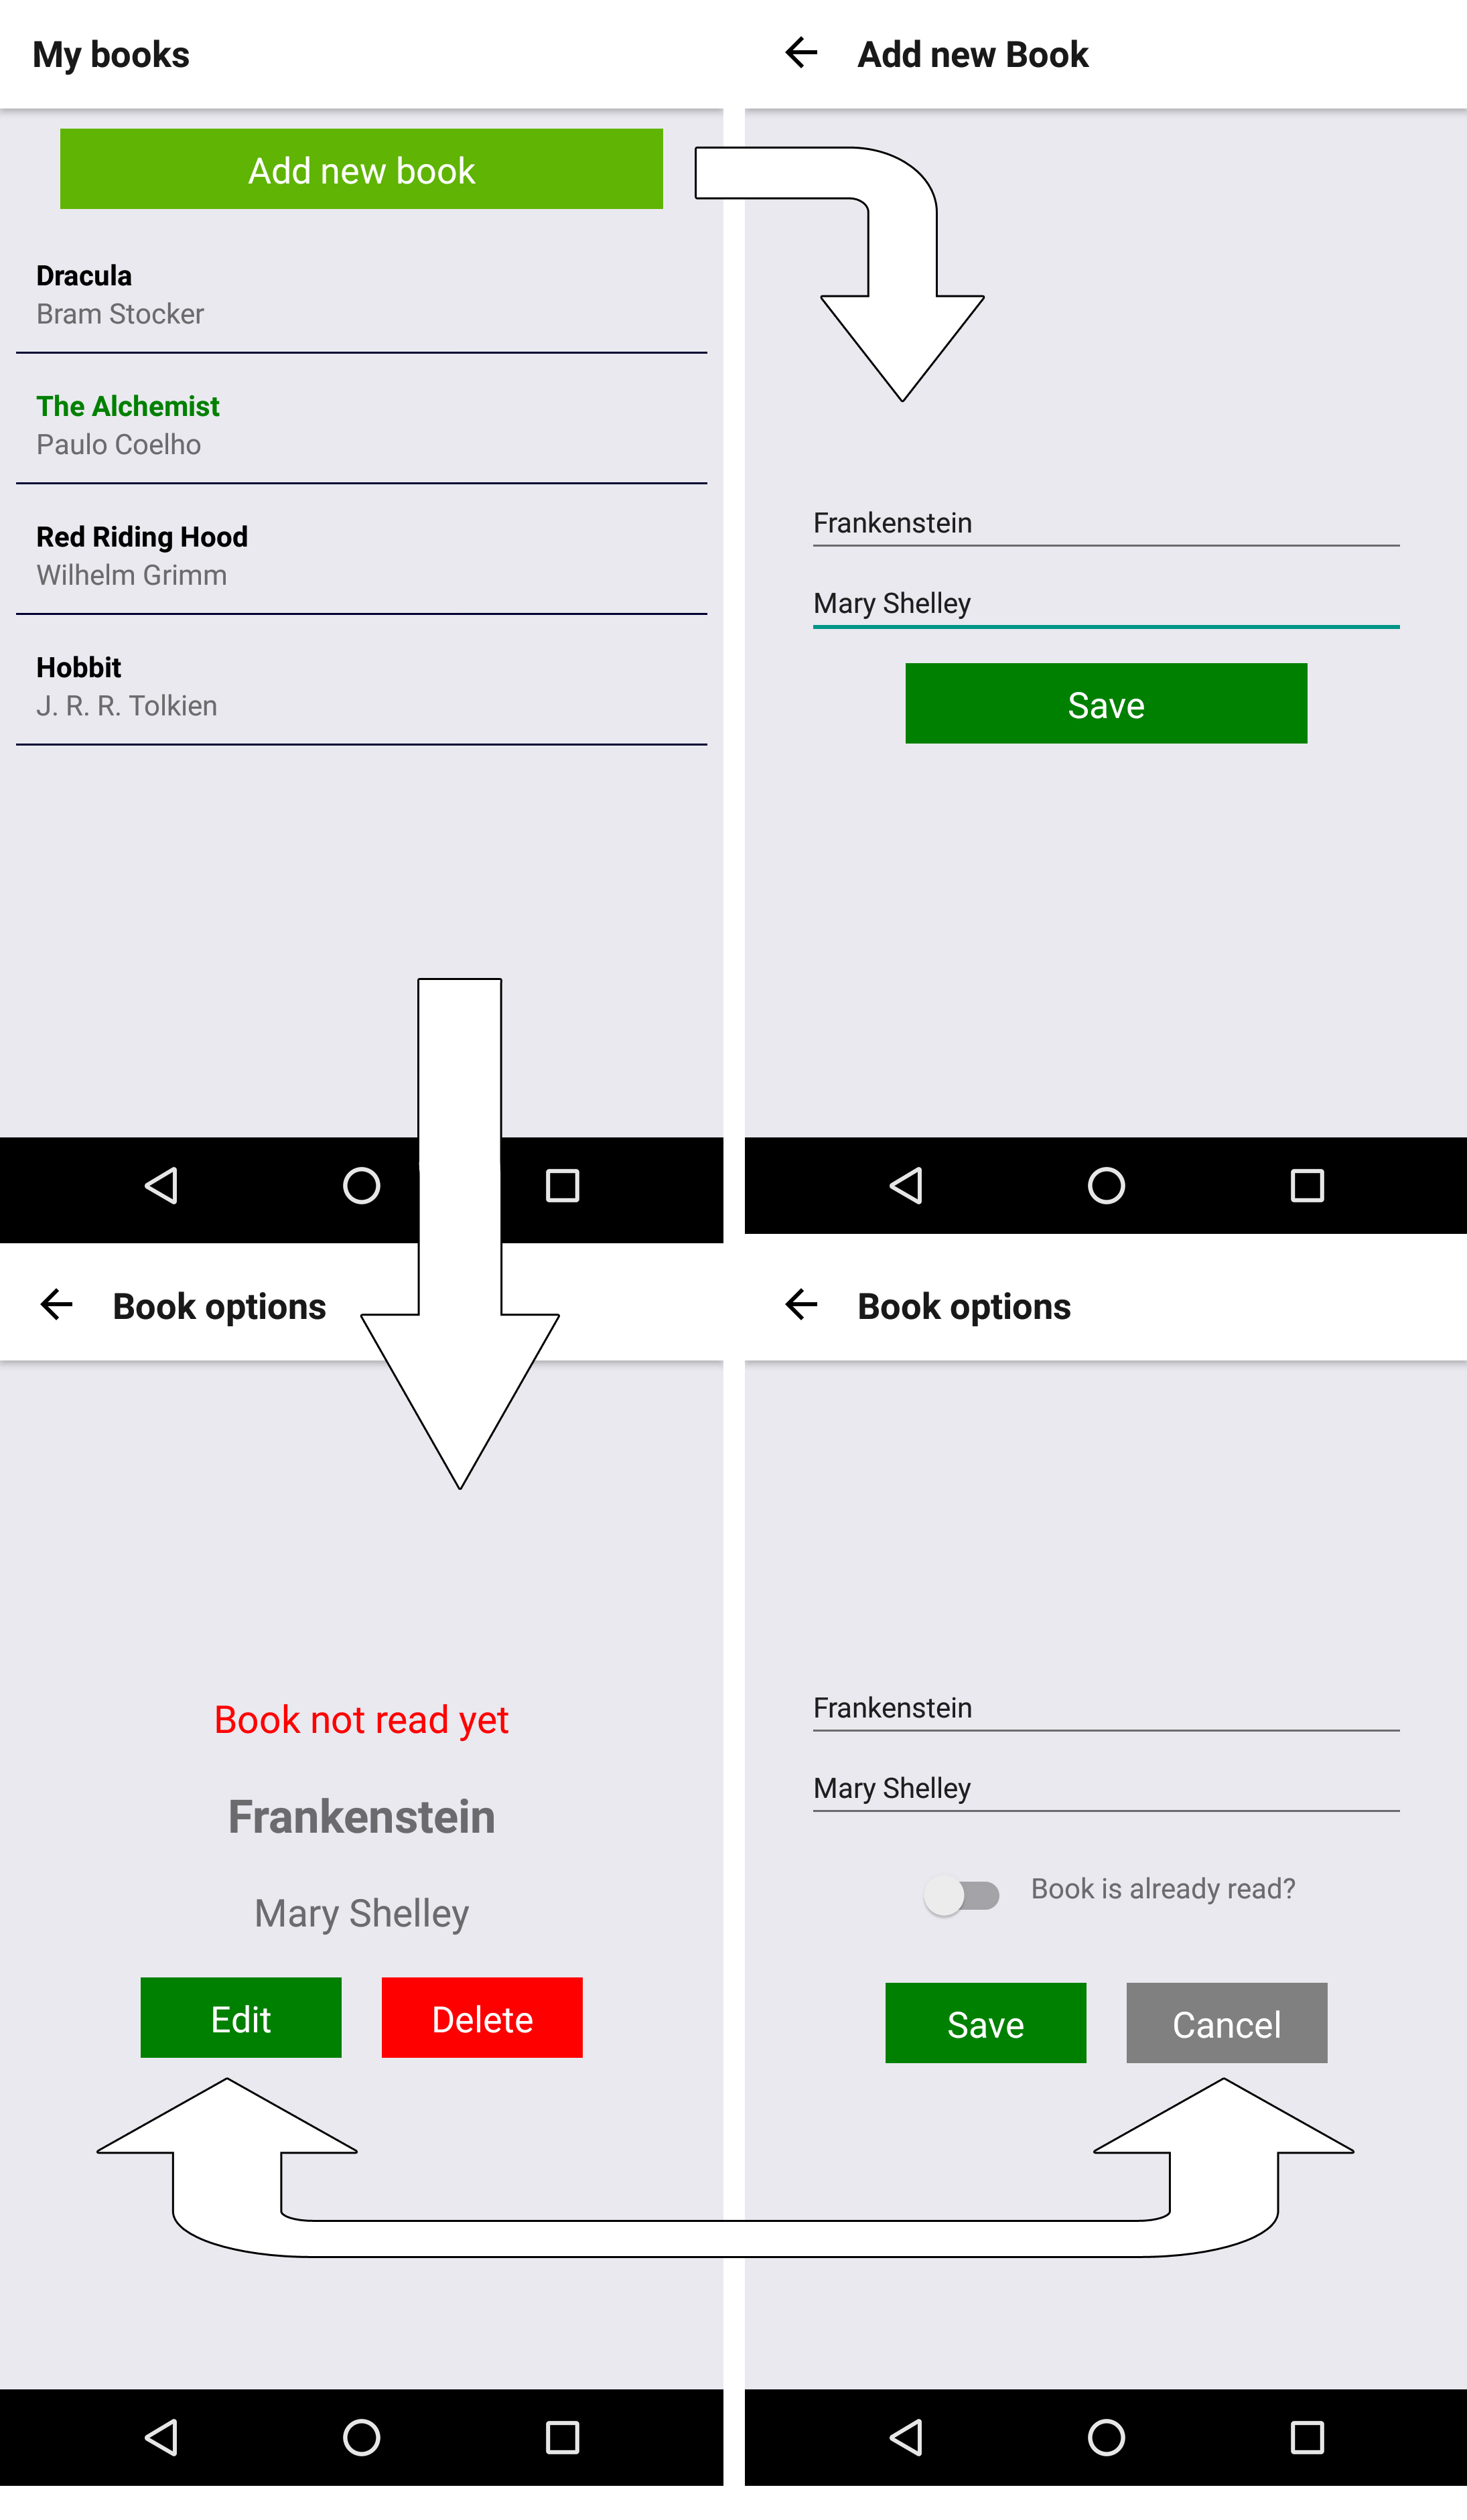 My books
Add new book
Dracula
Bram Stocker
The Alchemist
Paulo Coelho
Red Riding Hood
Wilhelm Grimm
Hobbit
J. R. R. Tolkien
Add new Book
Frankenstein
Mary Shelley
Save
Book options
Book not read yet
Frankenstein
Mary Shelley
Edit
Delete
Book options
Frankenstein
Mary Shelley
Book is already read?
Save
Cancel